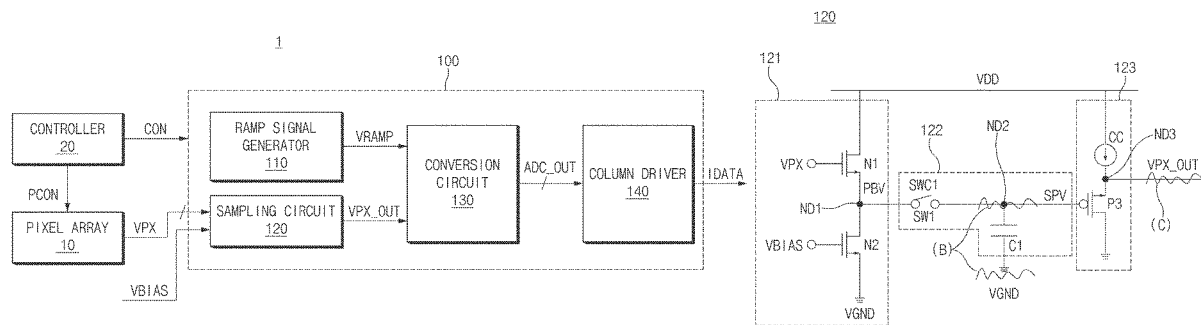 1
100
CONTROLLER
20
CON
PCON
PIXEL ARRAY
10
VPX
VBIAS
RAMP SIGNAL
GENERATOR
110
VRAMP
SAMPLING CIRCUIT
120
VPX_OUT
CONVERSION
CIRCUIT
130
ADC_OUT
COLUMN DRIVER
140
IDATA
120
121
VDD
123
122
ND2
CC
ND3
VPX
N1
PBV
SWC1
SPV
VPX_OUT
ND1
SW1
P3
(C)
VBIAS
N2
(B)
C1
VGND
VGND